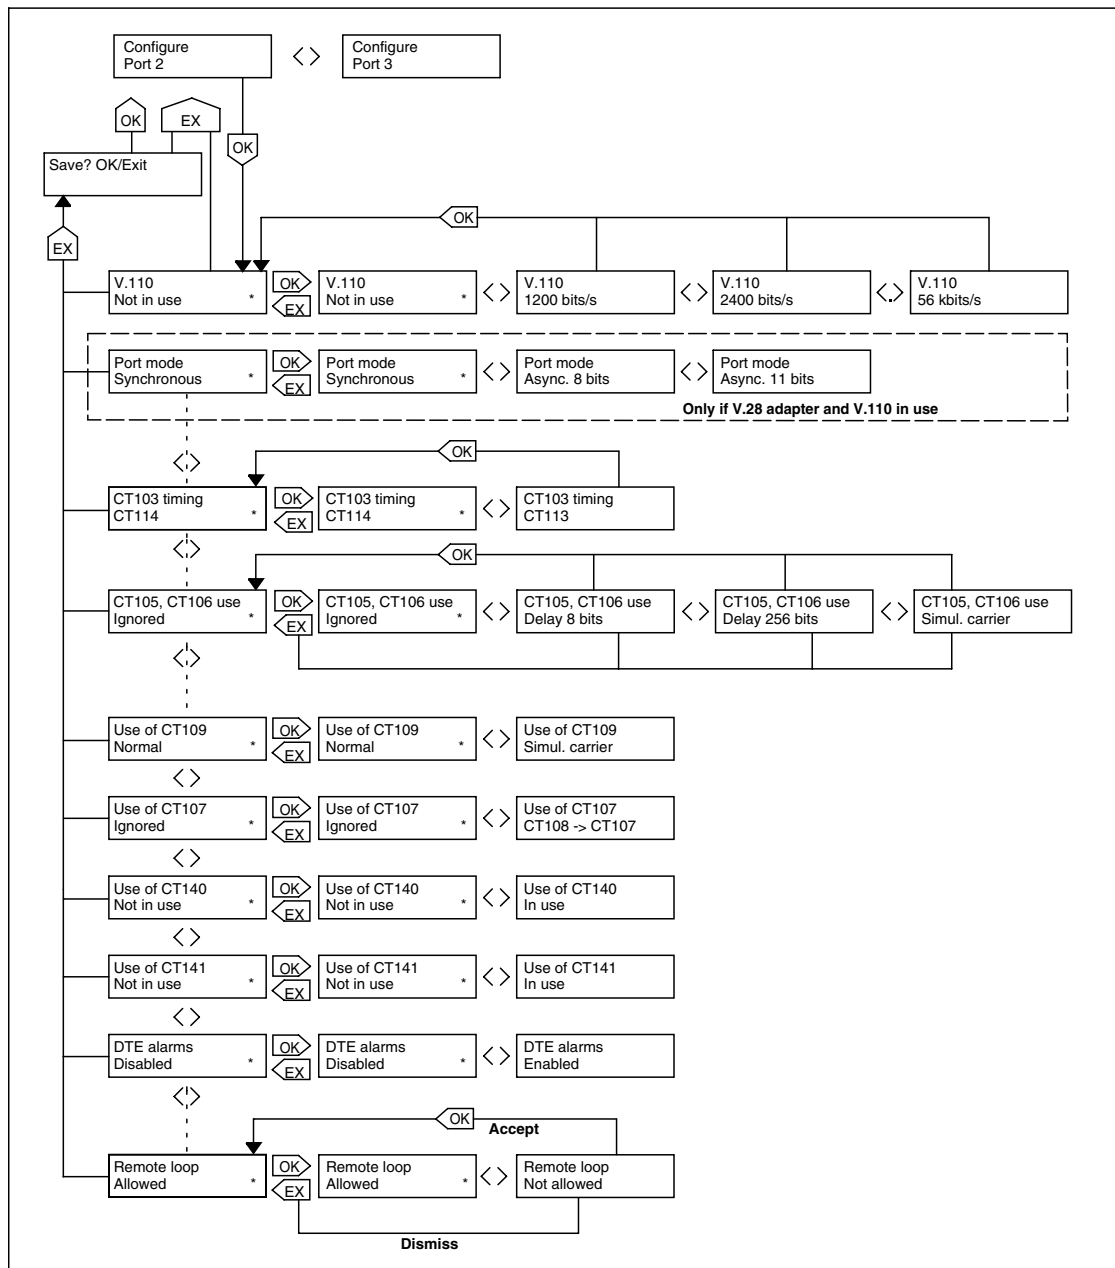 Configure
Port 2
< >
Configure
Port 3
OK
EX
OK
Save? OK/Exit
OK
EX
V.110
Not in use *
OK
EX
V.110
Not in use *
< >
V.110
1200 bits/s
< >
V.110
2400 bits/s
<.>
V.110
56 kbits/s
Port mode
Synchronous *
OK
EX
Port mode
Synchronous *
< >
Port mode
Async. 8 bits
< >
Port mode
Async. 11 bits
Only if V.28 adapter and V.110 in use
< >
OK
CT103 timing
CT114 *
OK
EX
CT103 timing
CT114 *
< >
CT103 timing
CT113
< >
OK
CT105, CT106 use
Ignored *
OK
EX
CT105, CT106 use
Ignored *
< >
CT105, CT106 use
Delay 8 bits
< >
CT105, CT106 use
Delay 256 bits
< >
CT105, CT106 use
Simul. carrier
< >
Use of CT109
Normal *
OK
EX
Use of CT109
Normal *
< >
Use of CT109
Simul. carrier
< >
Use of CT107
Ignored *
OK
EX
Use of CT107
Ignored *
< >
Use of CT107
CT108 -> CT107
< >
Use of CT140
Not in use *
OK
EX
Use of CT140
Not in use *
< >
Use of CT140
In use
< >
Use of CT141
Not in use *
OK
EX
Use of CT141
Not in use *
< >
Use of CT141
In use
< >
DTE alarms
Disabled *
OK
EX
DTE alarms
Disabled *
< >
DTE alarms
Enabled
< >
OK
Accept
Remote loop
Allowed *
OK
EX
Remote loop
Allowed *
< >
Remote loop
Not allowed
Dismiss